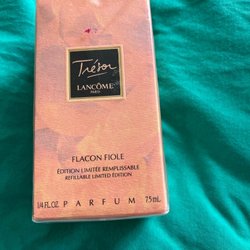 Trésor
LANCÔME
PARIS
FLACON FIOLE
ÉDITION LIMITÉE REMPLISSABLE
REFILLABLE LIMITED EDITION
1/4 FL.OZ. PARFUM 7.5 mL